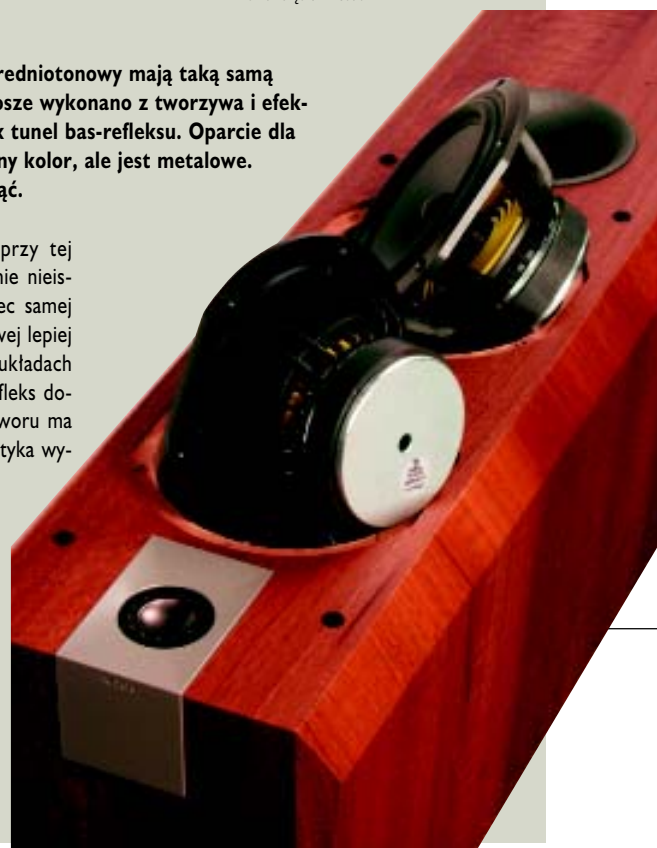 redniotonowy mają taką samą
osze wykonano z tworzywa i efek-
x tunel bas-refleksu. Oparcie dla
ny kolor, ale jest metalowe.
ąć.
przy tej
nie nieis-
ec samej
wej lepiej
układach
fleks do-
woru ma
tyka wy-